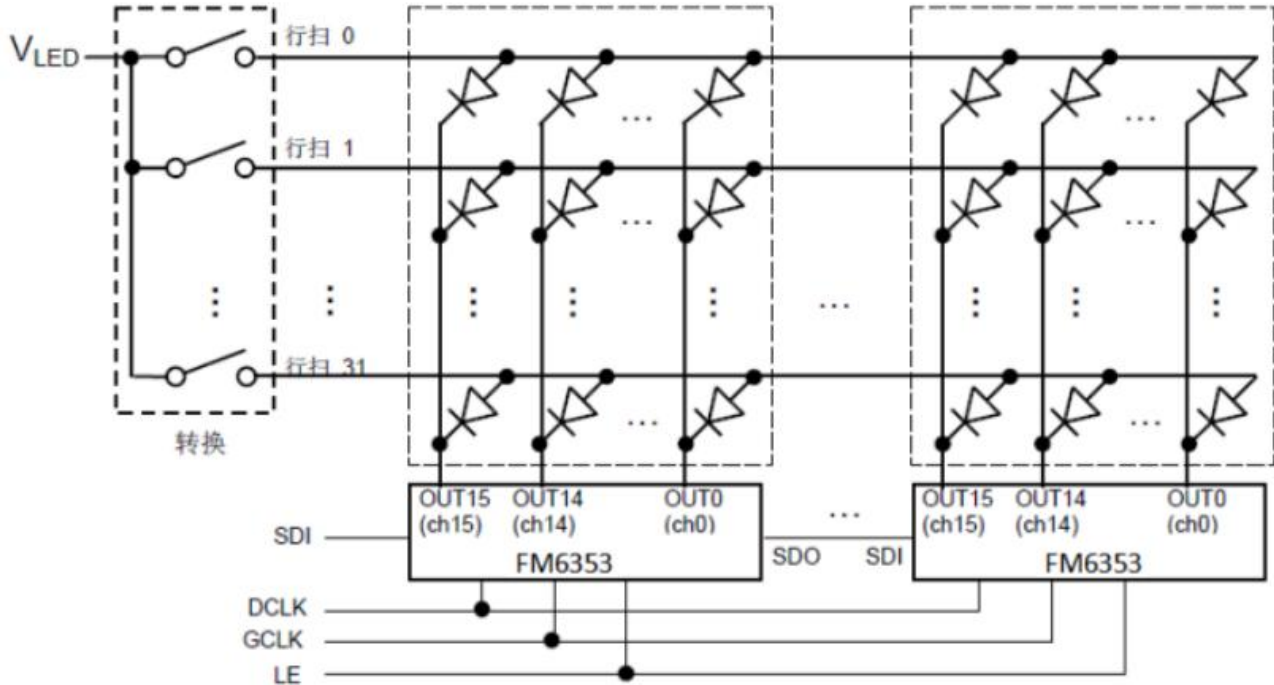 VLED
行扫 0
行扫 1
行扫 31
转换
... ...
... ...
... ... ...
... ...
OUT15 OUT14 OUT0 ... OUT15 OUT14 OUT0
(ch15) (ch14) (ch0) (ch15) (ch14) (ch0)
SDI SDO SDI
FM6353 FM6353
DCLK
GCLK
LE